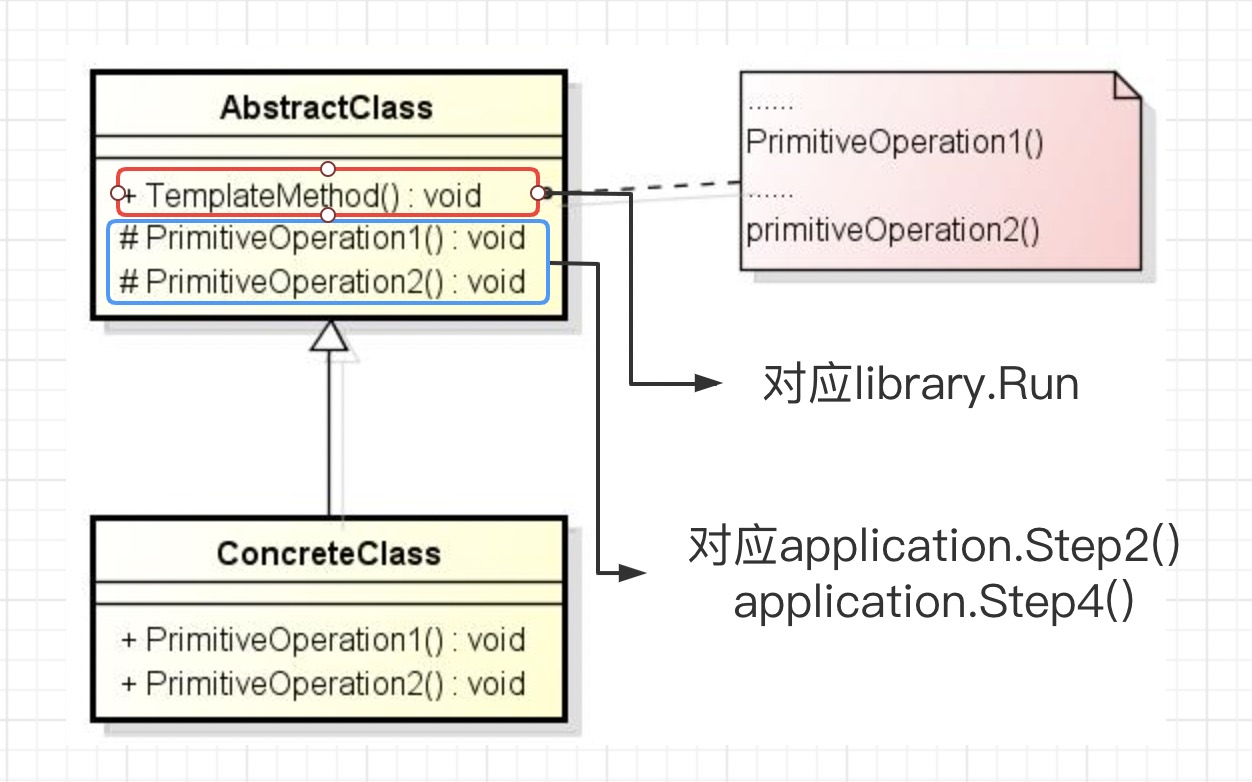 AbstractClass
+ TemplateMethod() : void
# PrimitiveOperation1() : void
# PrimitiveOperation2() : void
......
PrimitiveOperation1()
......
primitiveOperation2()
对应library.Run
对应application.Step2()
application.Step4()
ConcreteClass
+ PrimitiveOperation1() : void
+ PrimitiveOperation2() : void